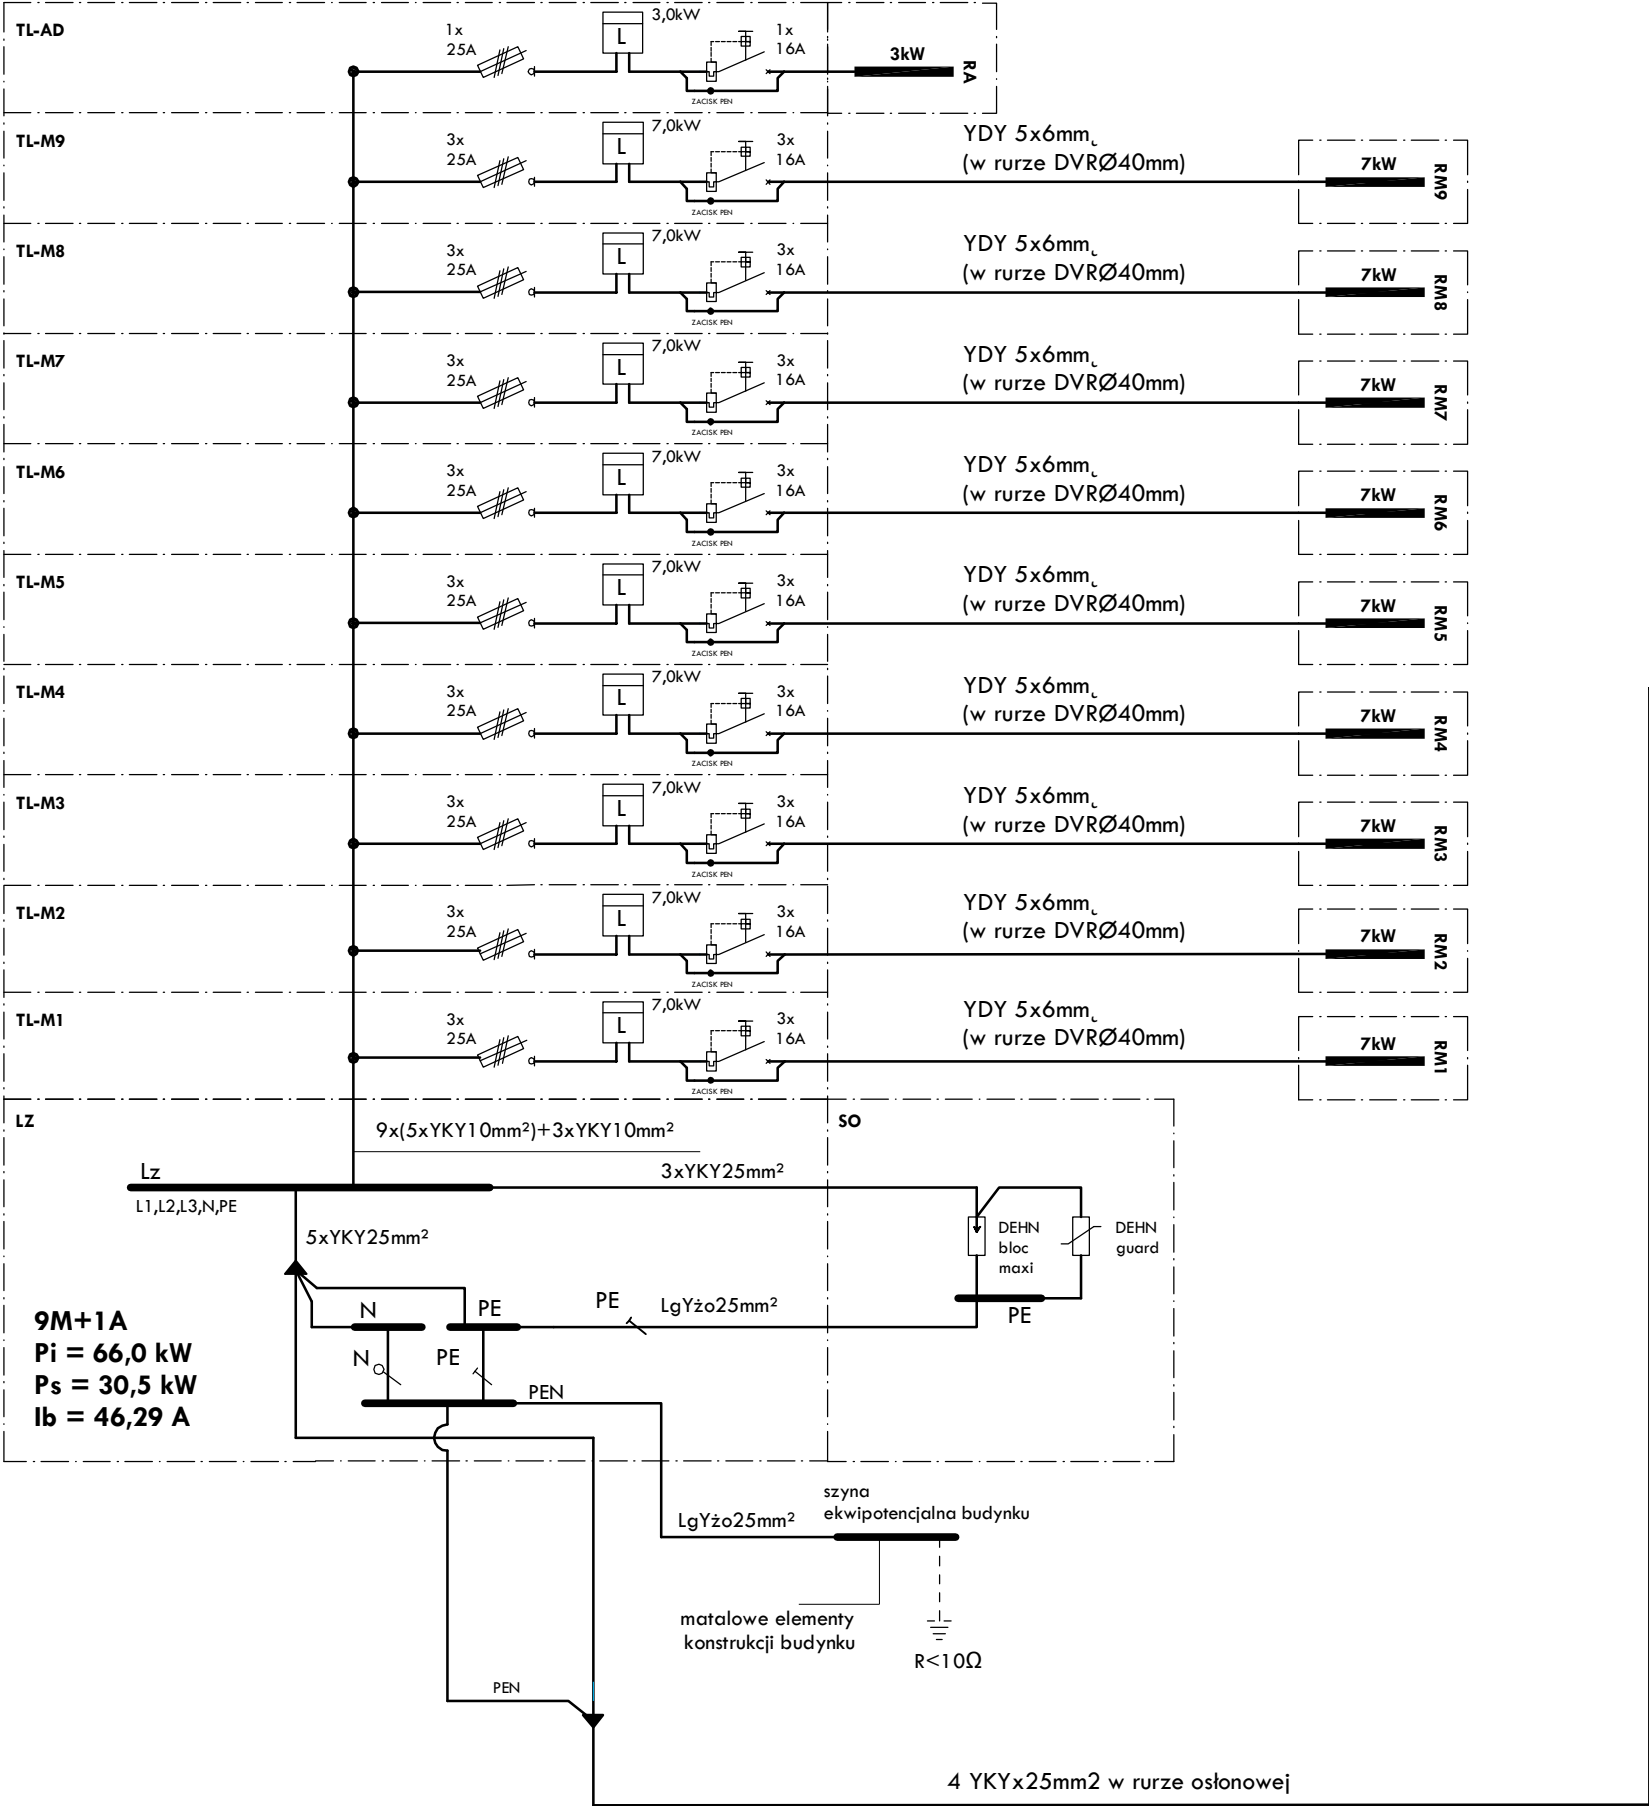 TL-AD
1x
25A
L
3,0kW
1x
16A
ZACISK PEN
3kW
RA
TL-M9
3x
25A
L
7,0kW
3x
16A
ZACISK PEN
YDY 5x6mm
(w rurze DVRØ40mm)
7kW
RM9
TL-M8
3x
25A
L
7,0kW
3x
16A
ZACISK PEN
YDY 5x6mm
(w rurze DVRØ40mm)
7kW
RM8
TL-M7
3x
25A
L
7,0kW
3x
16A
ZACISK PEN
YDY 5x6mm
(w rurze DVRØ40mm)
7kW
RM7
TL-M6
3x
25A
L
7,0kW
3x
16A
ZACISK PEN
YDY 5x6mm
(w rurze DVRØ40mm)
7kW
RM6
TL-M5
3x
25A
L
7,0kW
3x
16A
ZACISK PEN
YDY 5x6mm
(w rurze DVRØ40mm)
7kW
RM5
TL-M4
3x
25A
L
7,0kW
3x
16A
ZACISK PEN
YDY 5x6mm
(w rurze DVRØ40mm)
7kW
RM4
TL-M3
3x
25A
L
7,0kW
3x
16A
ZACISK PEN
YDY 5x6mm
(w rurze DVRØ40mm)
7kW
RM3
TL-M2
3x
25A
L
7,0kW
3x
16A
ZACISK PEN
YDY 5x6mm
(w rurze DVRØ40mm)
7kW
RM2
TL-M1
3x
25A
L
7,0kW
3x
16A
ZACISK PEN
YDY 5x6mm
(w rurze DVRØ40mm)
7kW
RM1
LZ
SO
9x(5xYKY10mm²)+3xYKY10mm²
Lz
3xYKY25mm²
L1,L2,L3,N,PE
5xYKY25mm²
DEHN
bloc
maxi
DEHN
guard
PE
N
PE
PE
LgYżo25mm²
N
PE
PEN
9M+1A
Pi = 66,0 kW
Ps = 30,5 kW
Ib = 46,29 A
szyna
ekwipotencjalna budynku
LgYżo25mm²
matalowe elementy
konstrukcji budynku
R<10Ω
PEN
4 YKYx25mm2 w rurze osłonowej